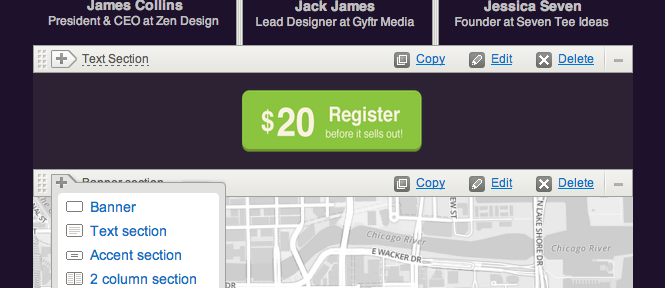 James Collins
President & CEO at Zen Design
Jack James
Lead Designer at Gyftr Media
Jessica Seven
Founder at Seven Tee Ideas
Text Section
Copy
Edit
Delete
$20
Register
before it sells out!
Banner section
Copy
Edit
Delete
Banner
Text section
Accent section
2 column section
Chicago River
E WACKER DR
N LAKE SHORE DR
Chicago River
DR